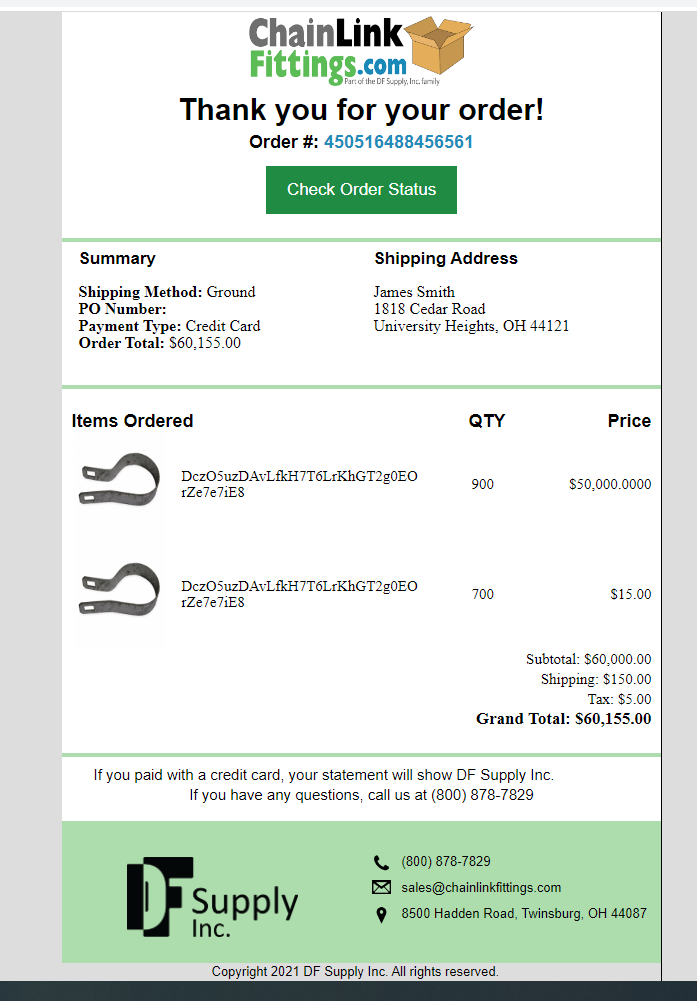 ChainLink
Fittings.com
Part of the DF Supply, Inc. family
Thank you for your order!
Order #: 450516488456561
Check Order Status
Summary
Shipping Method: Ground
PO Number:
Payment Type: Credit Card
Order Total: $60,155.00
Shipping Address
James Smith
1818 Cedar Road
University Heights, OH 44121
Items Ordered QTY Price
DczO5uzDAvLfkH7T6LrKhGT2g0EO
rZe7e7iE8
900 $50,000.0000
DczO5uzDAvLfkH7T6LrKhGT2g0EO
rZe7e7iE8
700 $15.00
Subtotal: $60,000.00
Shipping: $150.00
Tax: $5.00
Grand Total: $60,155.00
If you paid with a credit card, your statement will show DF Supply Inc.
If you have any questions, call us at (800) 878-7829
DF Supply
Inc.
(800) 878-7829
sales@chainlinkfittings.com
8500 Hadden Road, Twinsburg, OH 44087
Copyright 2021 DF Supply Inc. All rights reserved.